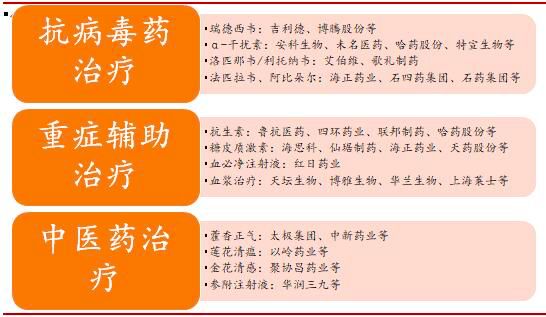 抗病毒药
治疗
▪瑞德西韦：吉利德、博腾股份等
▪α-干扰素：安科生物、未名医药、哈药股份、特宝生物等
▪洛匹那韦/利托纳韦：艾伯维、歌礼制药
▪法匹拉韦、阿比朵尔：海正药业、石四药集团、石药集团等
重症辅助
治疗
▪抗生素：鲁抗医药、四环药业、联邦制药、哈药股份等
▪糖皮质激素：海思科、仙琚制药、海正药业、天药股份等
▪血必净注射液：红日药业
▪血浆治疗：天坛生物、博雅生物、华兰生物、上海莱士等
中医药治
疗
▪藿香正气：太极集团、中新药业等
▪莲花清瘟：以岭药业等
▪金花清感：聚协昌药业等
▪参附注射液：华润三九等